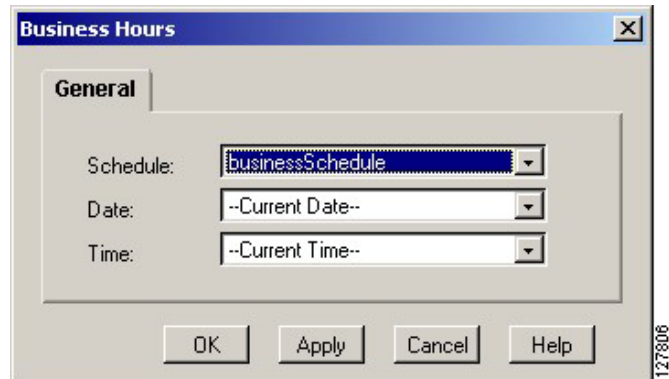 Business Hours
General
Schedule: businessSchedule
Date: --Current Date--
Time: --Current Time--
OK Apply Cancel Help
127806